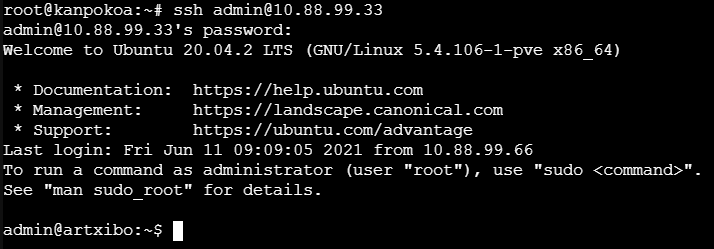 root@kanpokoa:~# ssh admin@10.88.99.33
admin@10.88.99.33's password:
Welcome to Ubuntu 20.04.2 LTS (GNU/Linux 5.4.106-1-pve x86_64)

 * Documentation:  https://help.ubuntu.com
 * Management:     https://landscape.canonical.com
 * Support:        https://ubuntu.com/advantage
Last login: Fri Jun 11 09:09:05 2021 from 10.88.99.66
To run a command as administrator (user "root"), use "sudo <command>".
See "man sudo_root" for details.

admin@artxibo:~$